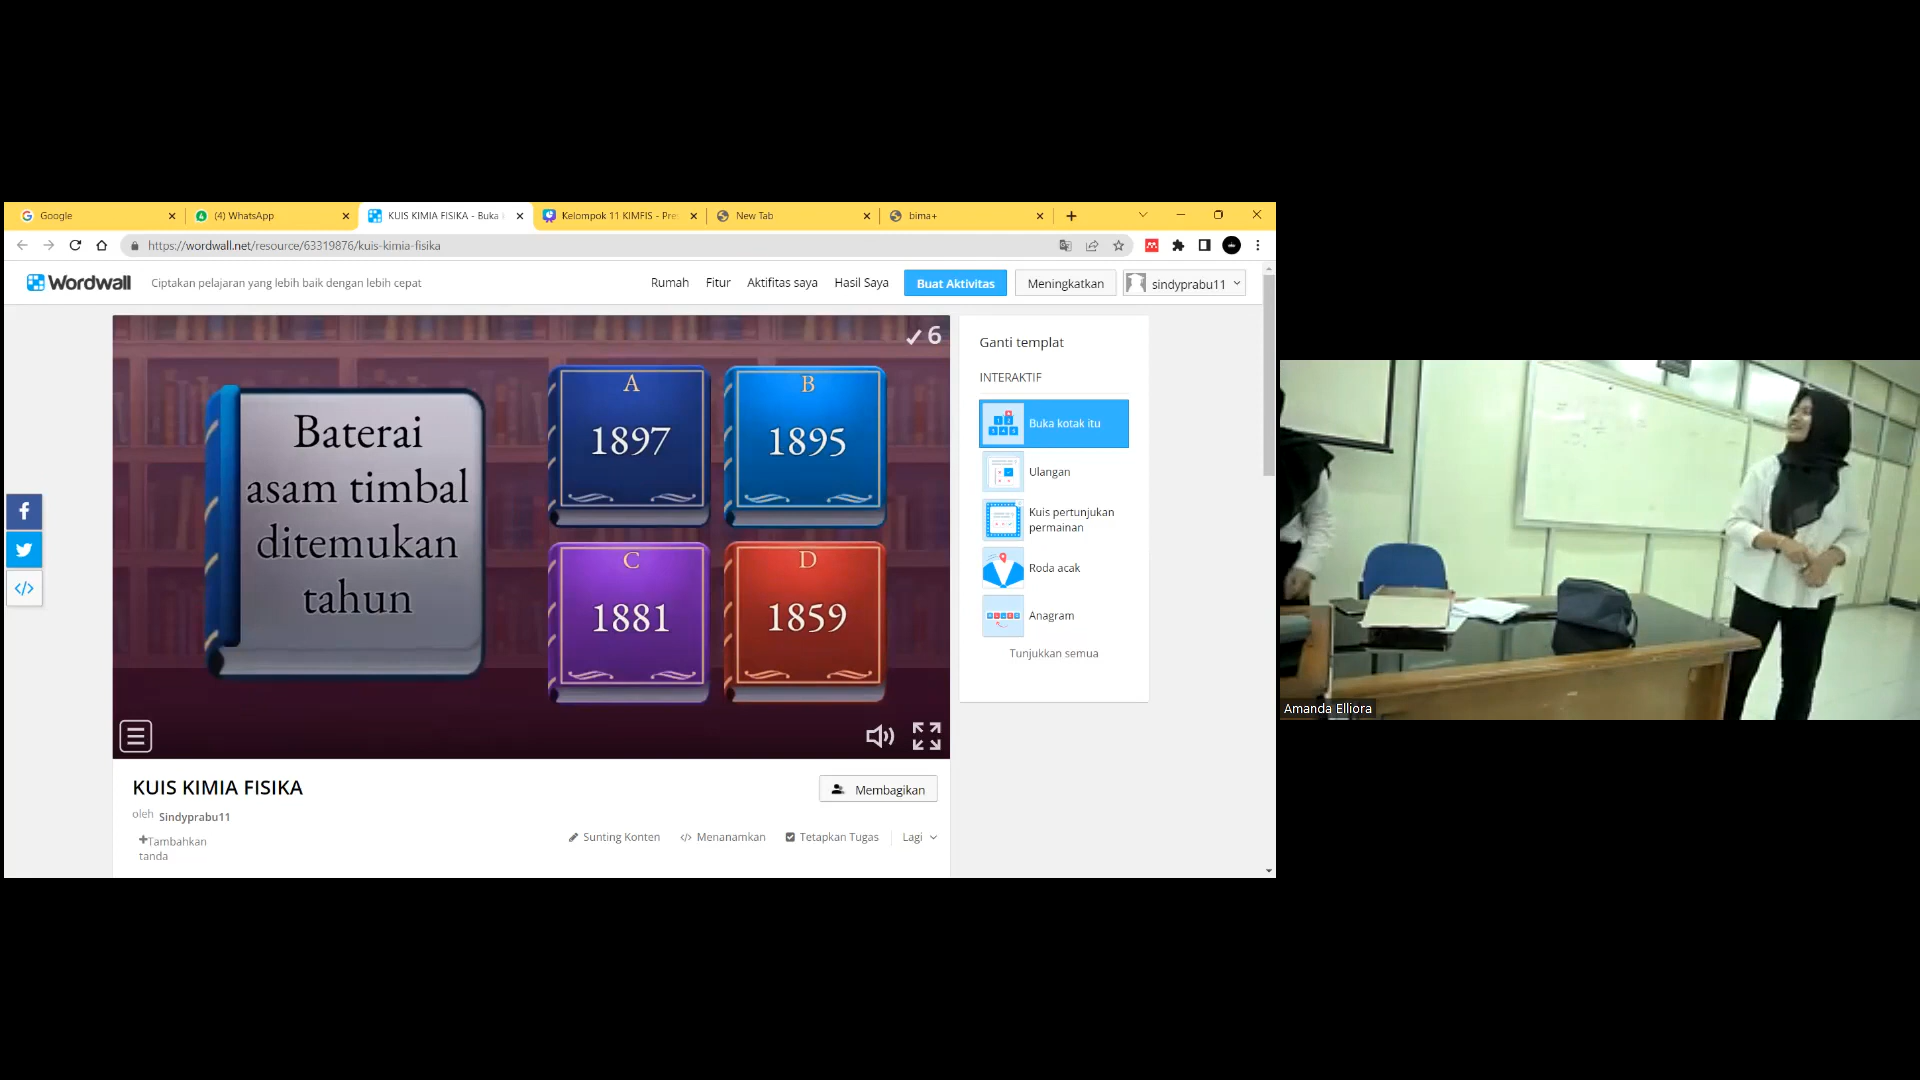 Google
(4) WhatsApp
KUIS KIMIA FISIKA - Buka
Kelompok 11 KIMFIS - Pre
New Tab
bima+
https://wordwall.net/resource/63319876/kuis-kimia-fisika
Wordwall
Ciptakan pelajaran yang lebih baik dengan lebih cepat
Rumah
Fitur
Aktifitas saya
Hasil Saya
Buat Aktivitas
Meningkatkan
sindyprabu11
6
Baterai
asam timbal
ditemukan
tahun
A
1897
B
1895
C
1881
D
1859
Ganti templat
INTERAKTIF
Buka kotak itu
Ulangan
Kuis pertunjukan
permainan
Roda acak
Anagram
Tunjukkan semua
KUIS KIMIA FISIKA
Membagikan
oleh Sindyprabu11
Tambahkan
tanda
Sunting Konten
Menanamkan
Tetapkan Tugas
Lagi
Amanda Elliora